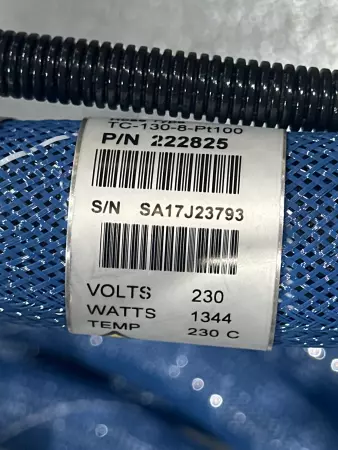 TC-130-8-Pt100
P/N 222825
S/N SA17J23793
VOLTS 230
WATTS 1344
TEMP 230 C